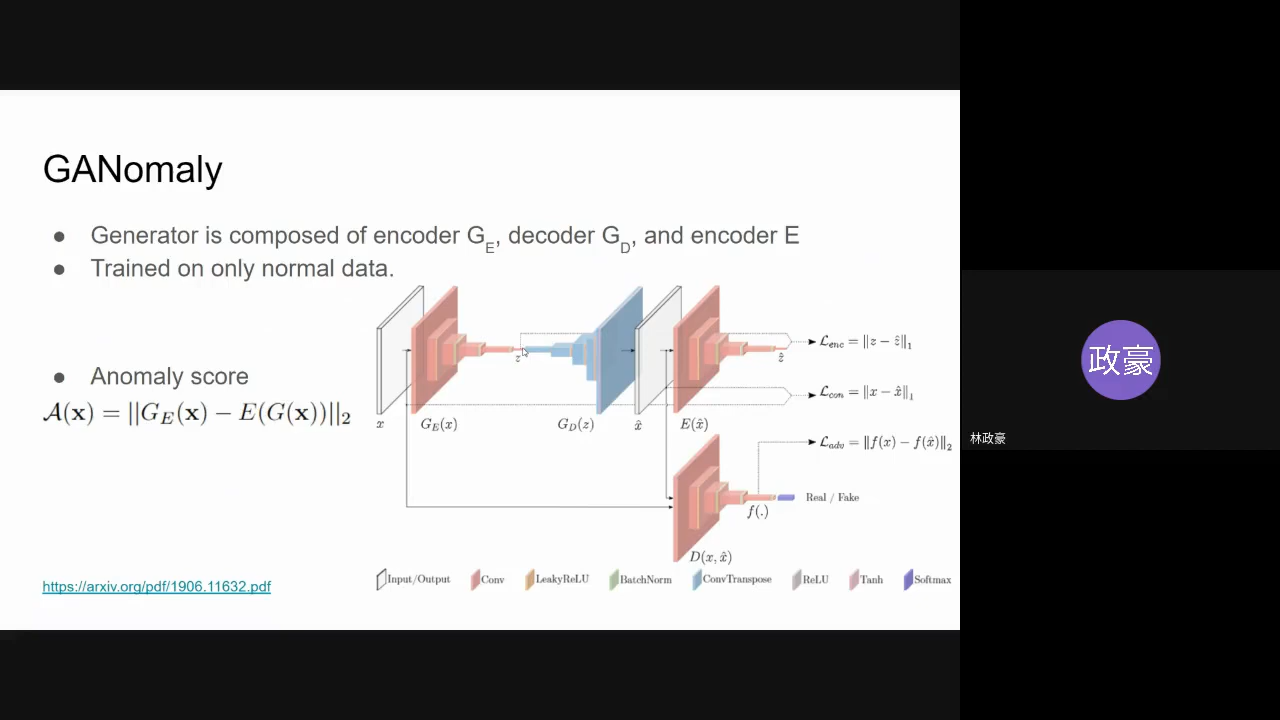 GANomaly
● Generator is composed of encoder G_E, decoder G_D, and encoder E
● Trained on only normal data.
● Anomaly score
𝒜(𝐱) = ||G_E(𝐱) − E(G(𝐱))||_2
x
G_E(x)
z
G_D(z)
x̂
E(x̂)
ẑ
ℒ_enc = ‖z − ẑ‖_1
ℒ_con = ‖x − x̂‖_1
ℒ_adv = ‖f(x) − f(x̂)‖_2
Real / Fake
f(.)
D(x, x̂)
Input/Output Conv LeakyReLU BatchNorm ConvTranspose ReLU Tanh Softmax
https://arxiv.org/pdf/1906.11632.pdf
政豪
林政豪